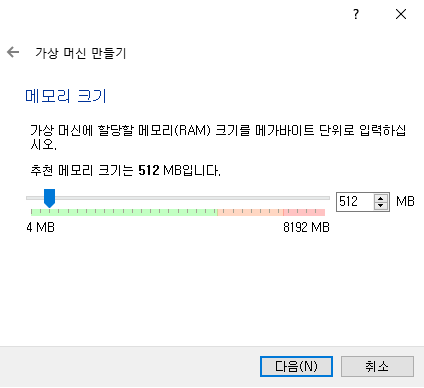 ?
가상 머신 만들기
메모리 크기
가상 머신에 할당할 메모리(RAM) 크기를 메가바이트 단위로 입력하십
시오.
추천 메모리 크기는 512 MB입니다.
512 MB
4 MB 8192 MB
다음(N) 취소